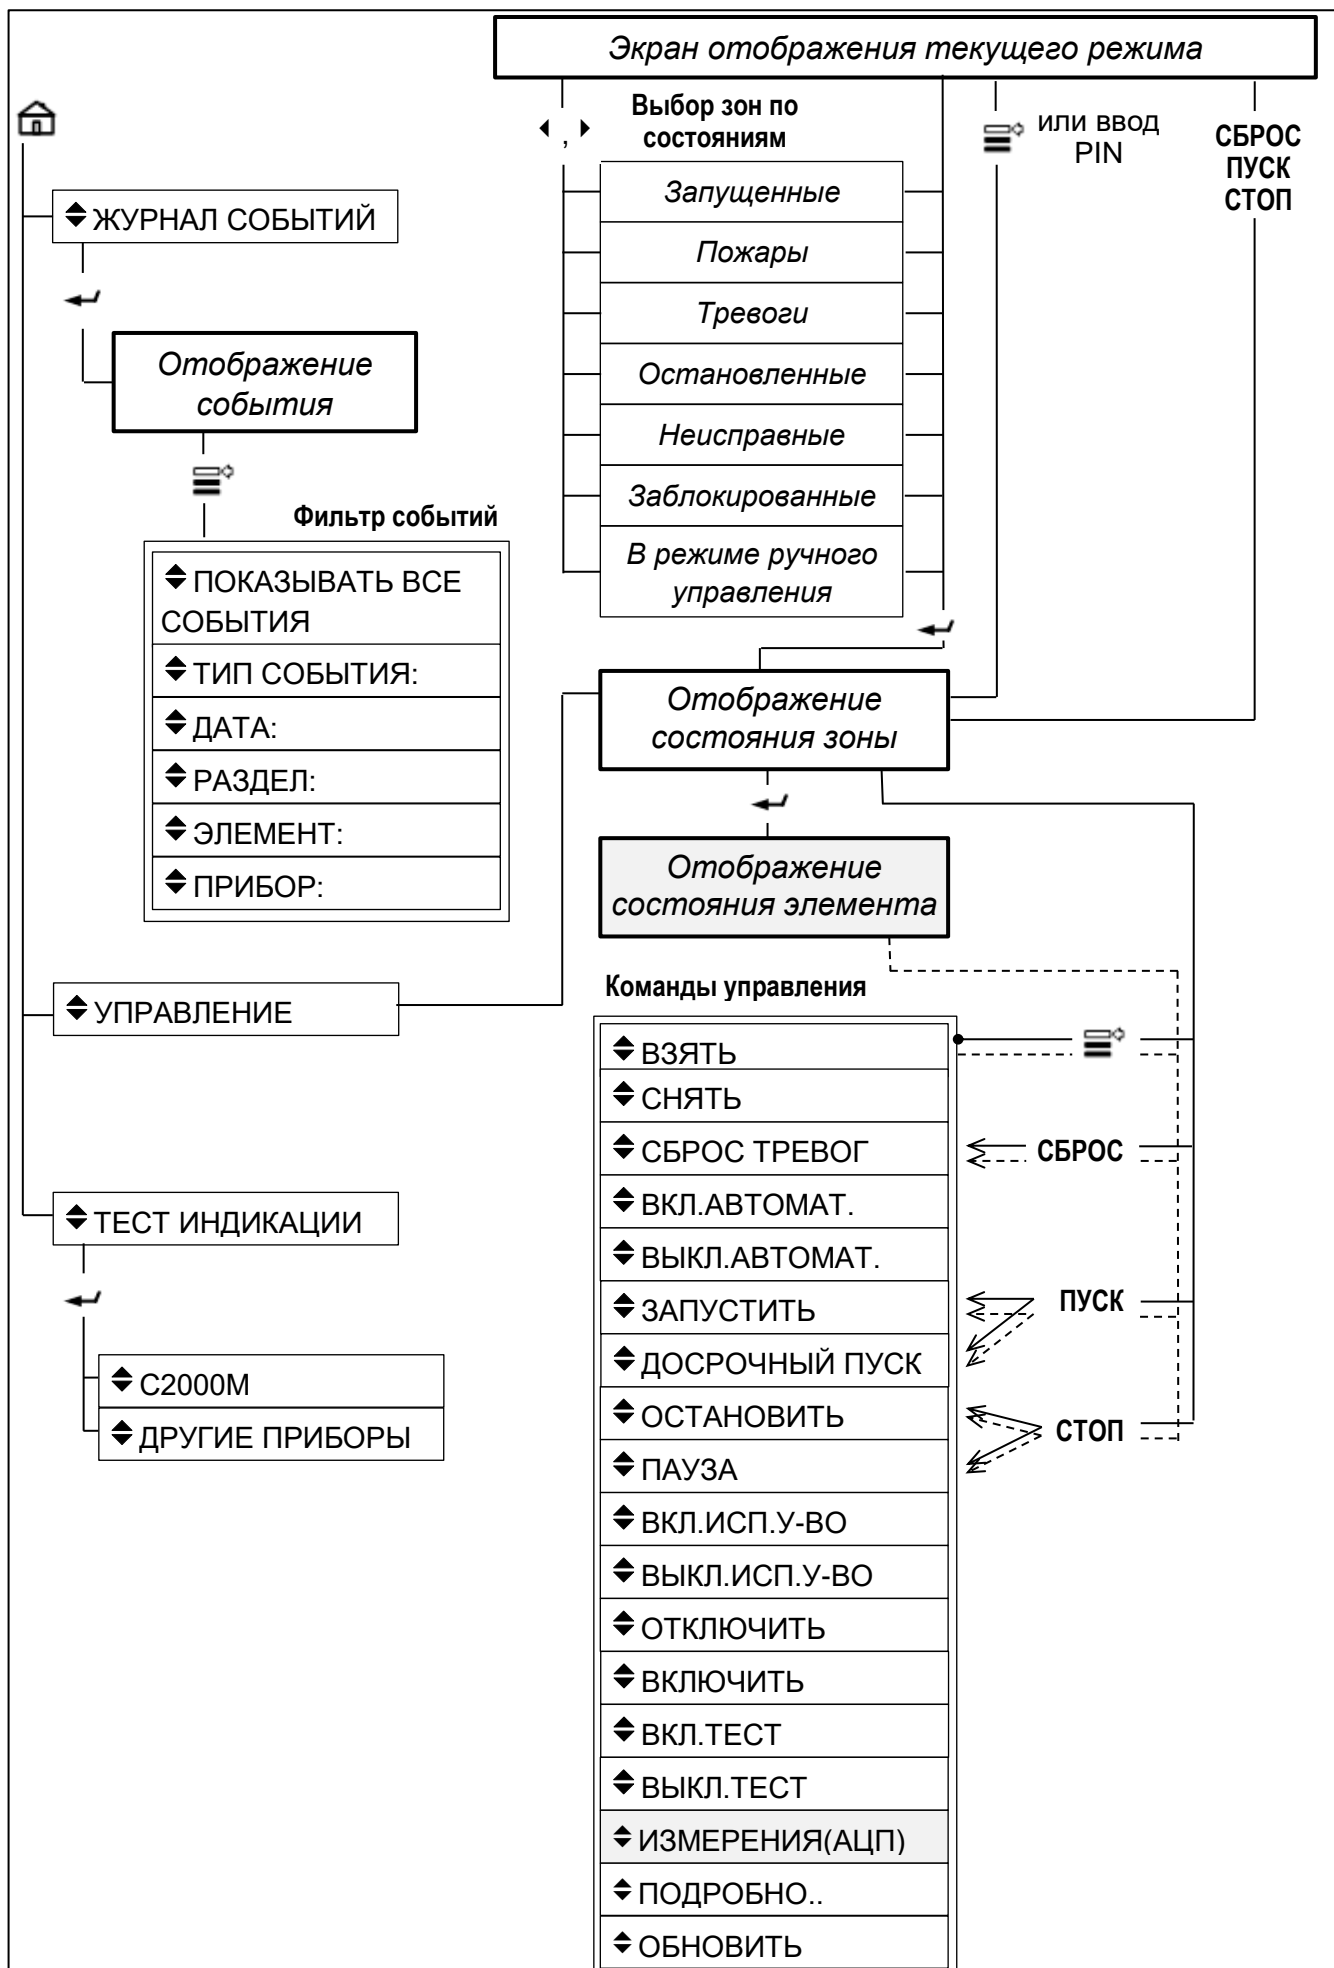 Экран отображения текущего режима
Выбор зон по
состояниям
или ввод
PIN
СБРОС
ПУСК
СТОП
ЖУРНАЛ СОБЫТИЙ
Отображение
события
Фильтр событий
ПОКАЗЫВАТЬ ВСЕ
СОБЫТИЯ
ТИП СОБЫТИЯ:
ДАТА:
РАЗДЕЛ:
ЭЛЕМЕНТ:
ПРИБОР:
Запущенные
Пожары
Тревоги
Остановленные
Неисправные
Заблокированные
В режиме ручного
управления
Отображение
состояния зоны
Отображение
состояния элемента
УПРАВЛЕНИЕ
ТЕСТ ИНДИКАЦИИ
С2000М
ДРУГИЕ ПРИБОРЫ
Команды управления
ВЗЯТЬ
СНЯТЬ
СБРОС ТРЕВОГ
СБРОС
ВКЛ.АВТОМАТ.
ВЫКЛ.АВТОМАТ.
ЗАПУСТИТЬ
ПУСК
ДОСРОЧНЫЙ ПУСК
ОСТАНОВИТЬ
СТОП
ПАУЗА
ВКЛ.ИСП.У-ВО
ВЫКЛ.ИСП.У-ВО
ОТКЛЮЧИТЬ
ВКЛЮЧИТЬ
ВКЛ.ТЕСТ
ВЫКЛ.ТЕСТ
ИЗМЕРЕНИЯ(АЦП)
ПОДРОБНО..
ОБНОВИТЬ